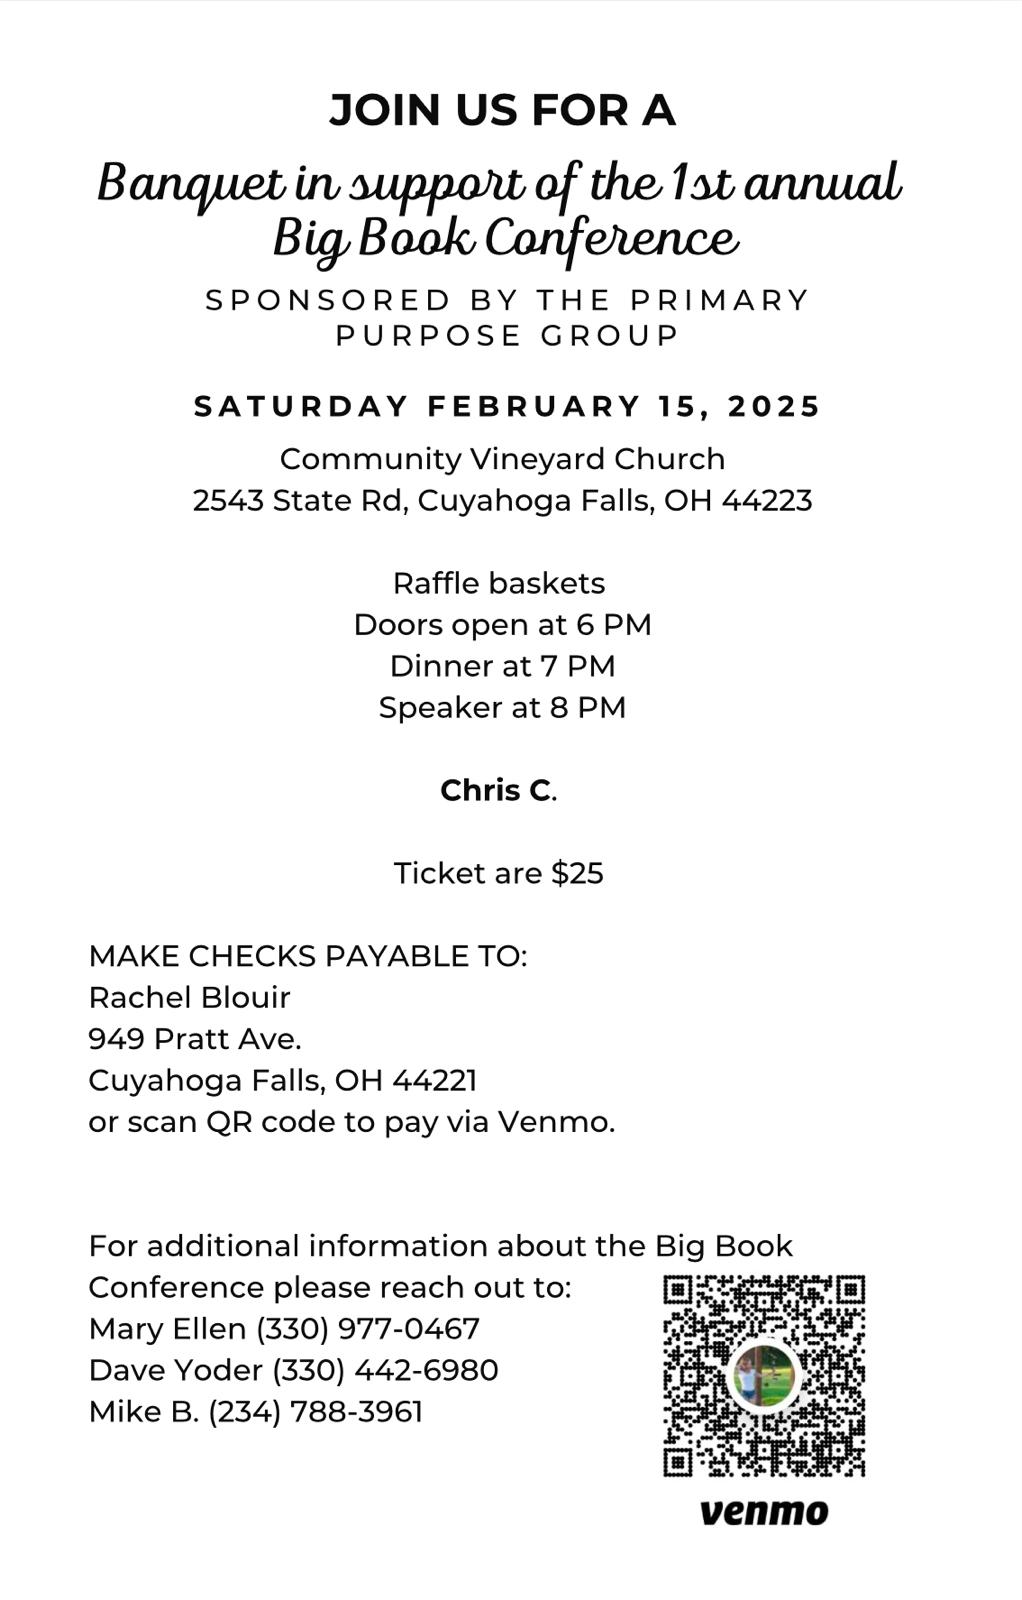 JOIN US FOR A
Banquet in support of the 1st annual
Big Book Conference
SPONSORED BY THE PRIMARY
PURPOSE GROUP
SATURDAY FEBRUARY 15, 2025
Community Vineyard Church
2543 State Rd, Cuyahoga Falls, OH 44223
Raffle baskets
Doors open at 6 PM
Dinner at 7 PM
Speaker at 8 PM
Chris C.
Ticket are $25
MAKE CHECKS PAYABLE TO:
Rachel Blouir
949 Pratt Ave.
Cuyahoga Falls, OH 44221
or scan QR code to pay via Venmo.
For additional information about the Big Book
Conference please reach out to:
Mary Ellen (330) 977-0467
Dave Yoder (330) 442-6980
Mike B. (234) 788-3961
venmo